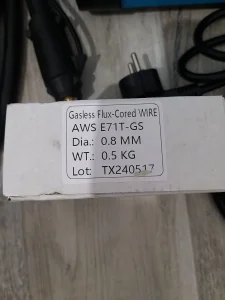 Gasless Flux-Cored WIRE
AWS E71T-GS
Dia.: 0.8 MM
WT.: 0.5 KG
Lot: TX240517